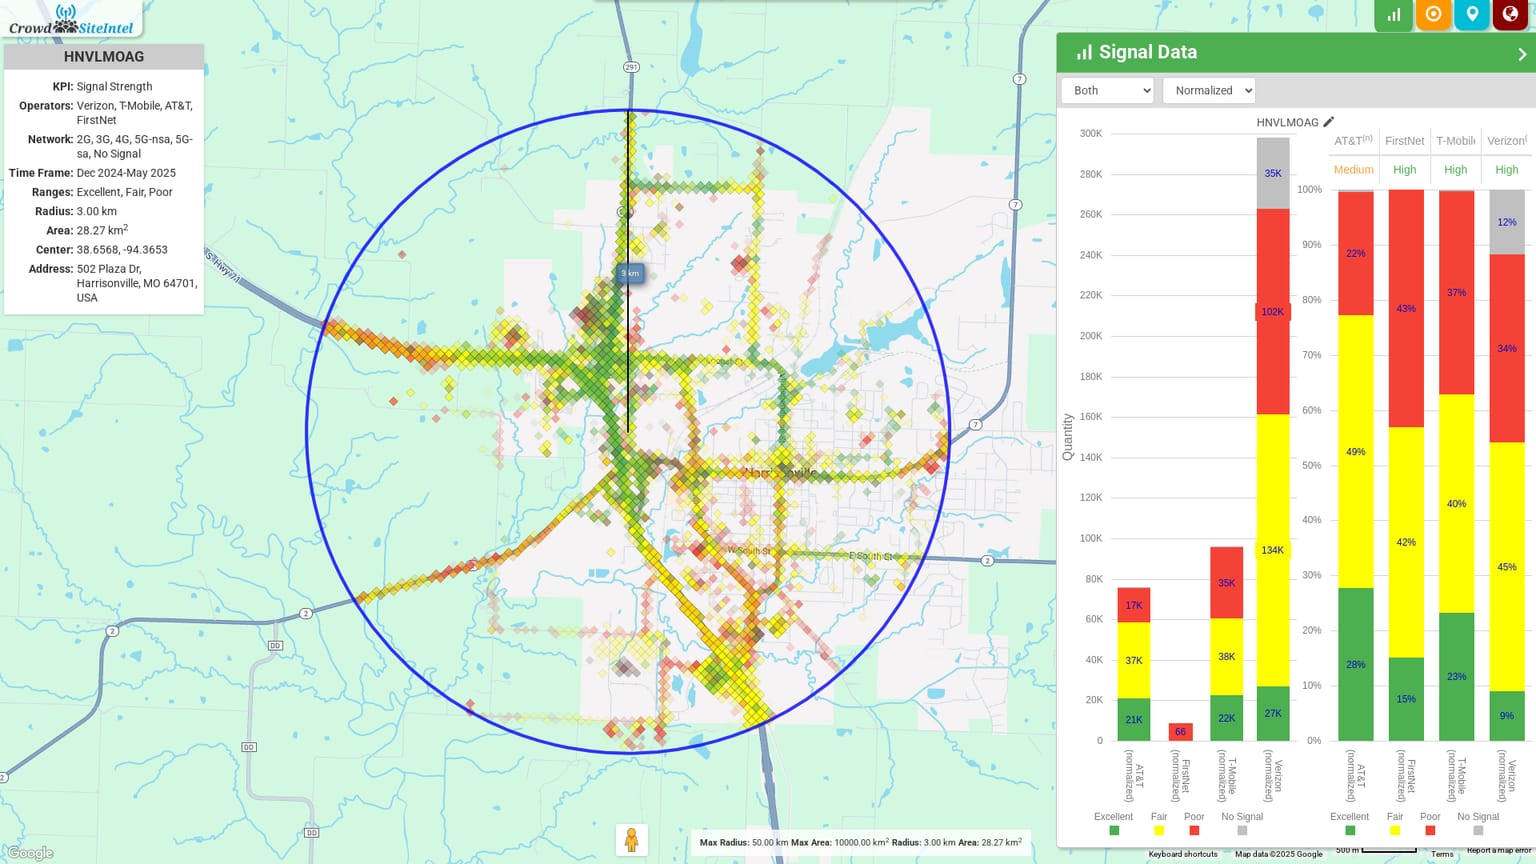 Crowd SiteIntel
HNVLMOAG
KPI: Signal Strength
Operators: Verizon, T-Mobile, AT&T,
FirstNet
Network: 2G, 3G, 4G, 5G-nsa, 5G-
sa, No Signal
Time Frame: Dec 2024-May 2025
Ranges: Excellent, Fair, Poor
Radius: 3.00 km
Area: 28.27 km²
Center: 38.6568, -94.3653
Address: 502 Plaza Dr,
Harrisonville, MO 64701,
USA
291
7
7
7
2
2
2
2
2
DD
DD
DD
W South St
E South St
Google
Max Radius: 50.00 km Max Area: 10000.00 km² Radius: 3.00 km Area: 28.27 km²
Signal Data
Both
Normalized
HNVLMOAG
Quantity
300K
280K
260K
240K
220K
200K
180K
160K
140K
120K
100K
80K
60K
40K
20K
0
17K
37K
21K
66
35K
38K
22K
35K
102K
134K
27K
AT&T
(normalized)
FirstNet
(normalized)
T-Mobile
(normalized)
Verizon
(normalized)
Excellent Fair Poor No Signal
AT&T(n) FirstNet T-Mobile Verizon(
Medium High High High
100%
90%
80%
70%
60%
50%
40%
30%
20%
10%
0%
22%
49%
28%
43%
42%
15%
37%
40%
23%
12%
34%
45%
9%
AT&T
(normalized)
FirstNet
(normalized)
T-Mobile
(normalized)
Verizon
(normalized)
Excellent Fair Poor No Signal
Keyboard shortcuts Map data ©2025 Google 500 m Terms Report a map error